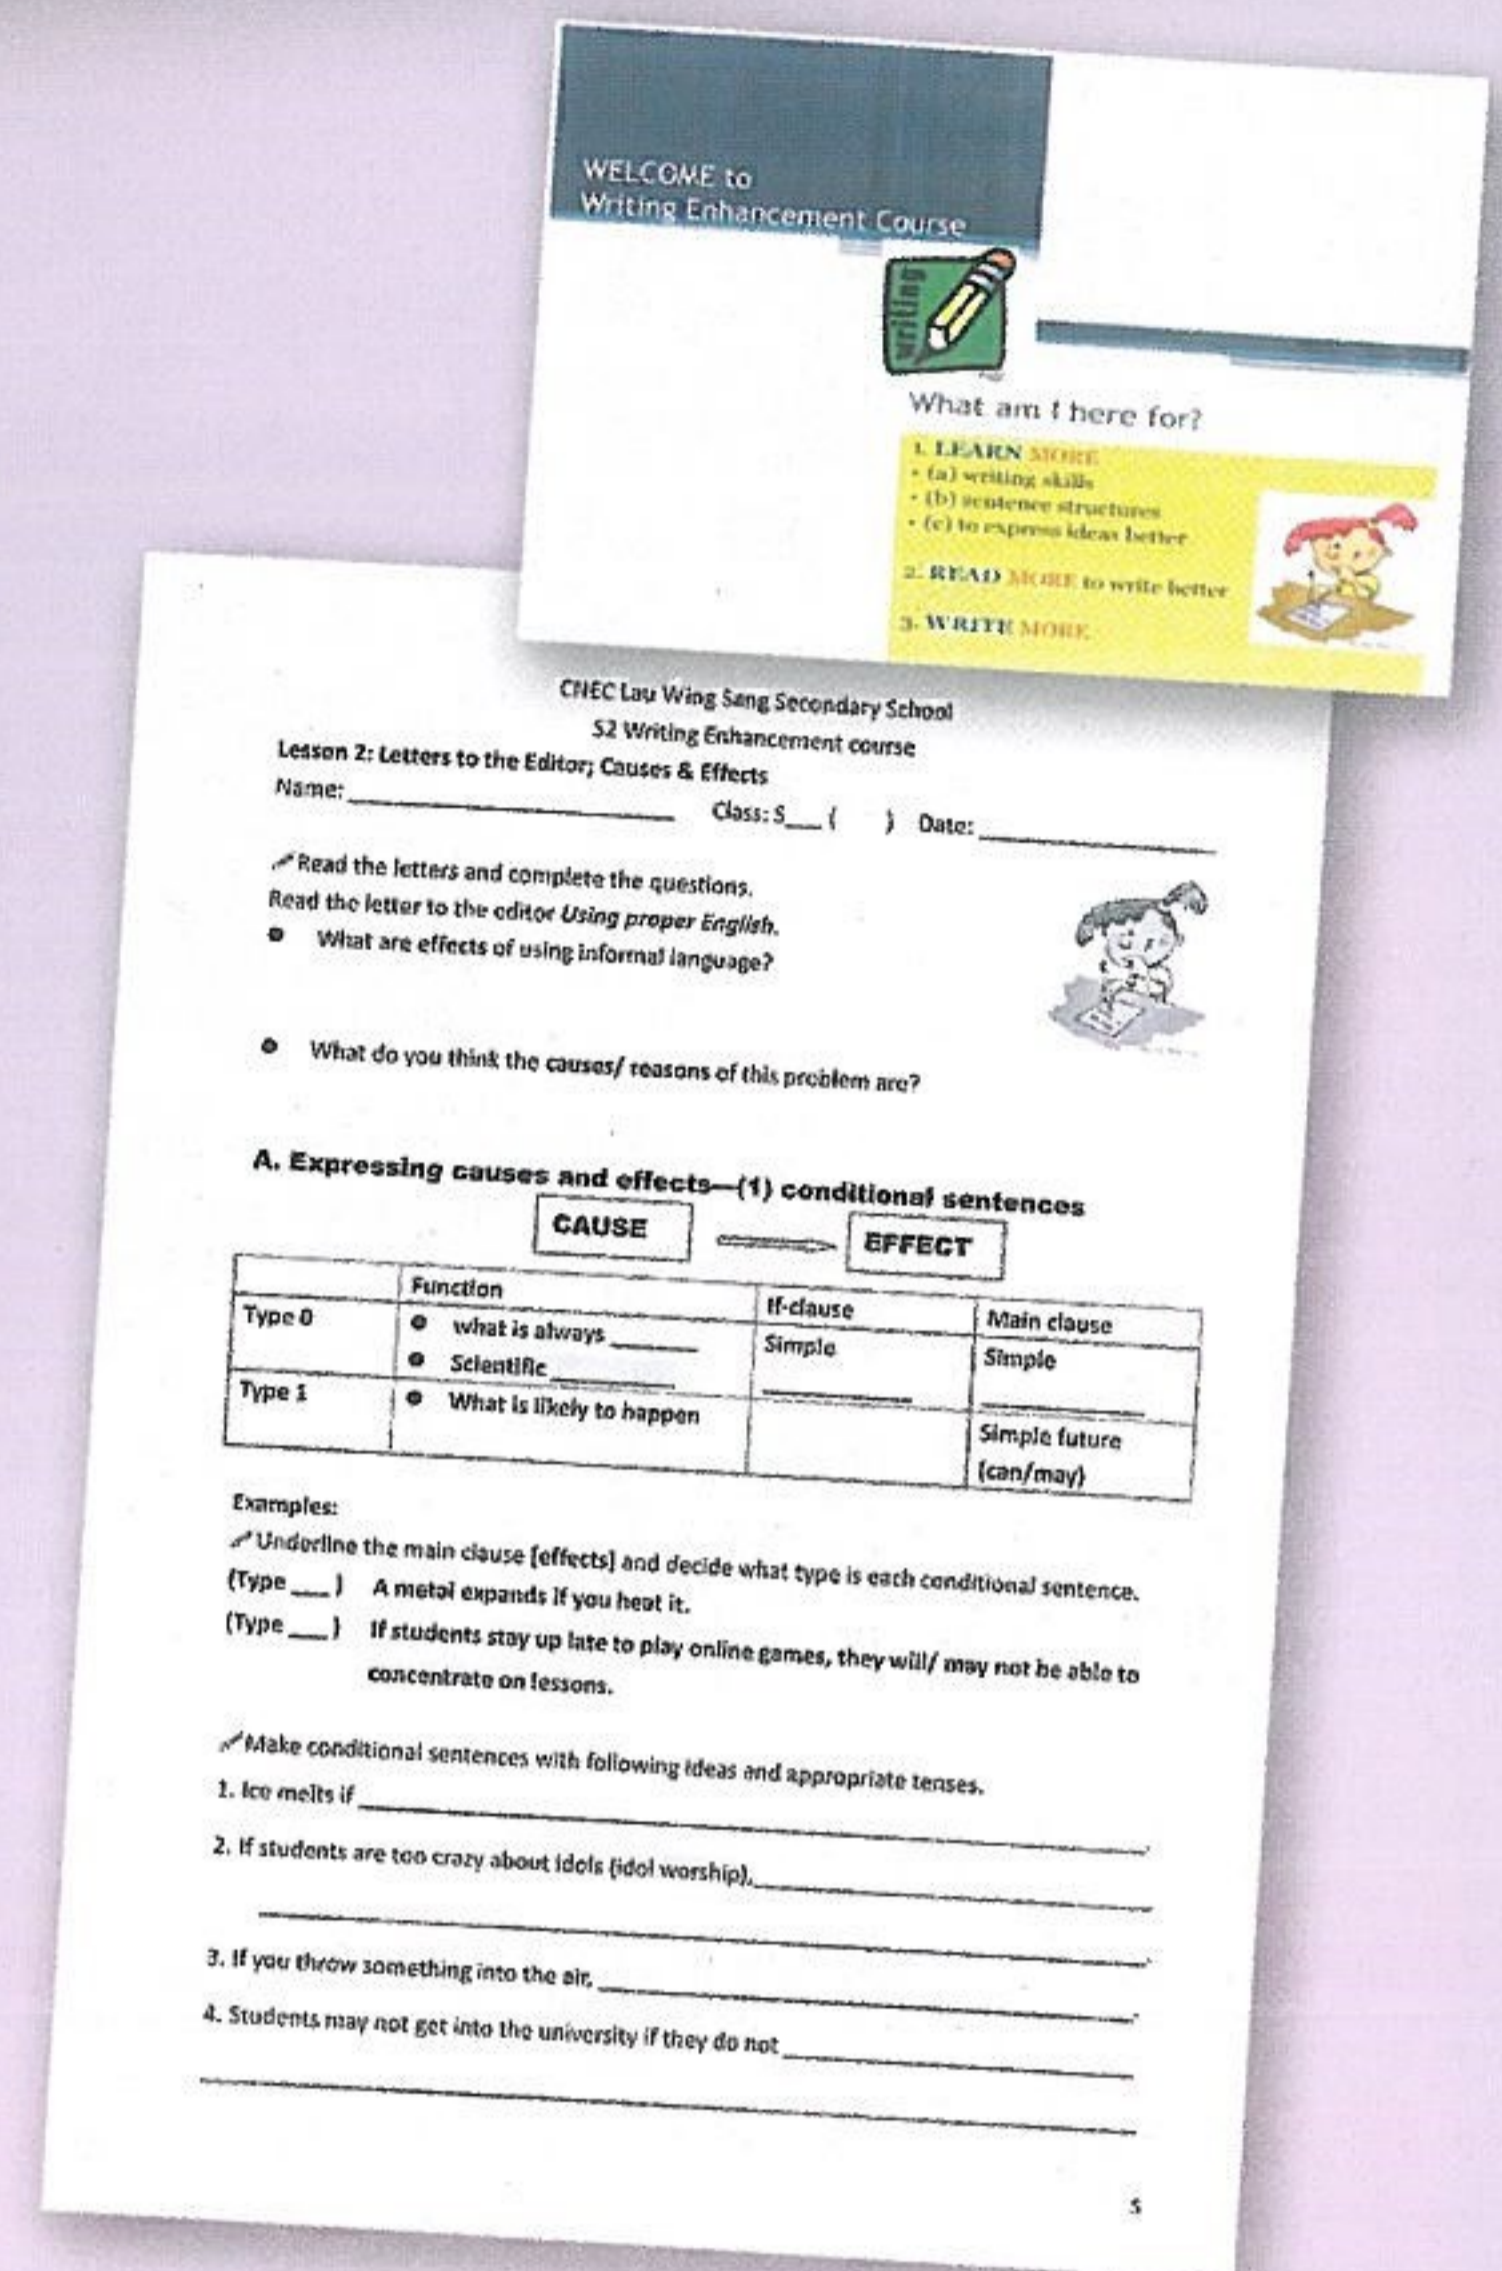 WELCOME to
Writing Enhancement Course
writing
What am I here for?
1. LEARN MORE
• (a) writing skills
• (b) sentence structures
• (c) to express ideas better
2. READ MORE to write better
3. WRITE MORE
CNEC Lau Wing Sang Secondary School
S2 Writing Enhancement course
Lesson 2: Letters to the Editor; Causes & Effects
Name: ____________ Class: S___ (    ) Date: ____________
Read the letters and complete the questions.
Read the letter to the editor Using proper English.
● What are effects of using informal language?
● What do you think the causes/ reasons of this problem are?
A. Expressing causes and effects—(1) conditional sentences
CAUSE EFFECT
Function If-clause Main clause
Type 0 ● what is always ______ Simple ______ Simple ______
● Scientific ______
Type 1 ● What is likely to happen Simple future
(can/may)
Examples:
Underline the main clause [effects] and decide what type is each conditional sentence.
(Type ___ ) A metal expands if you heat it.
(Type ___ ) If students stay up late to play online games, they will/ may not be able to
concentrate on lessons.
Make conditional sentences with following ideas and appropriate tenses.
1. Ice melts if ____________.
2. If students are too crazy about idols (idol worship), ____________
____________.
3. If you throw something into the air, ____________.
4. Students may not get into the university if they do not ____________
____________
5